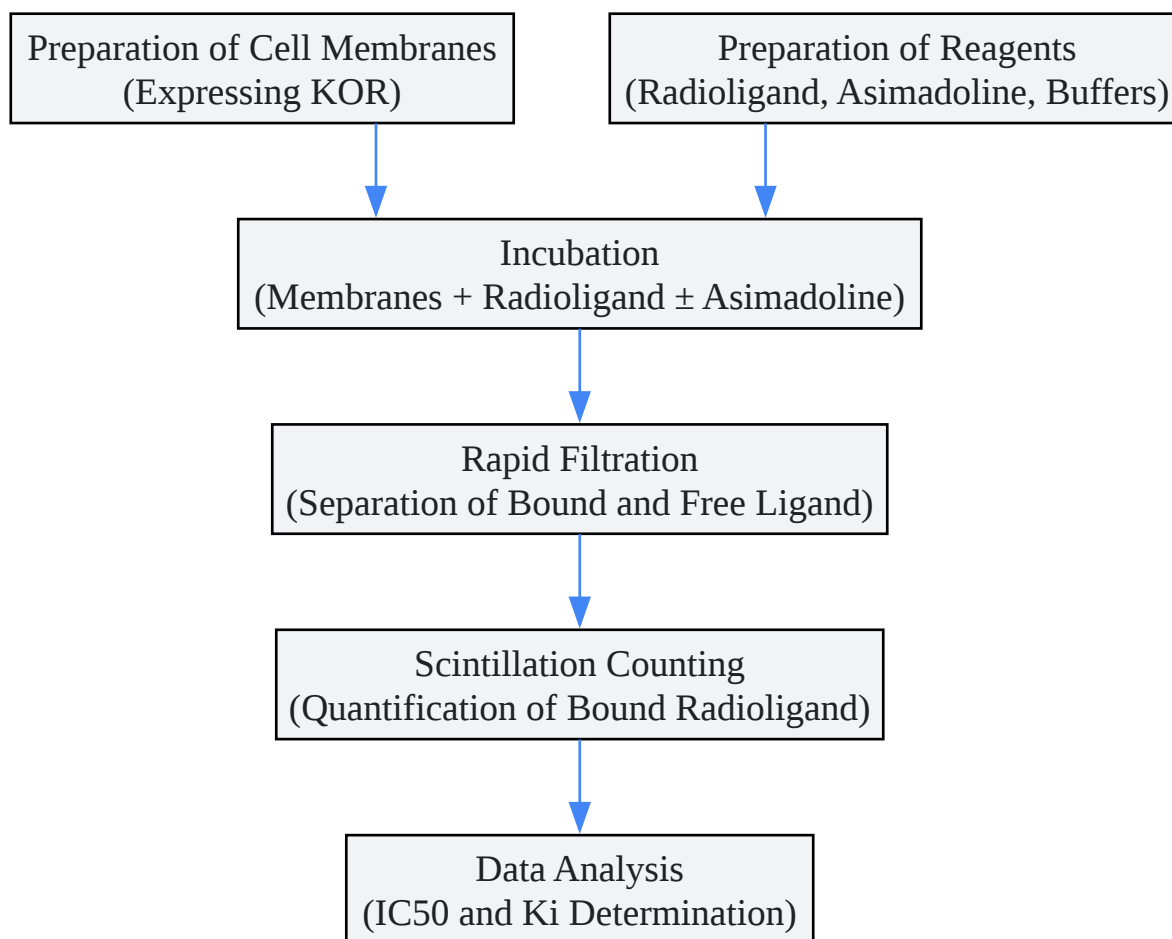 Preparation of Cell Membranes
(Expressing KOR)
Preparation of Reagents
(Radioligand, Asimadoline, Buffers)
Incubation
(Membranes + Radioligand ± Asimadoline)
Rapid Filtration
(Separation of Bound and Free Ligand)
Scintillation Counting
(Quantification of Bound Radioligand)
Data Analysis
(IC50 and Ki Determination)